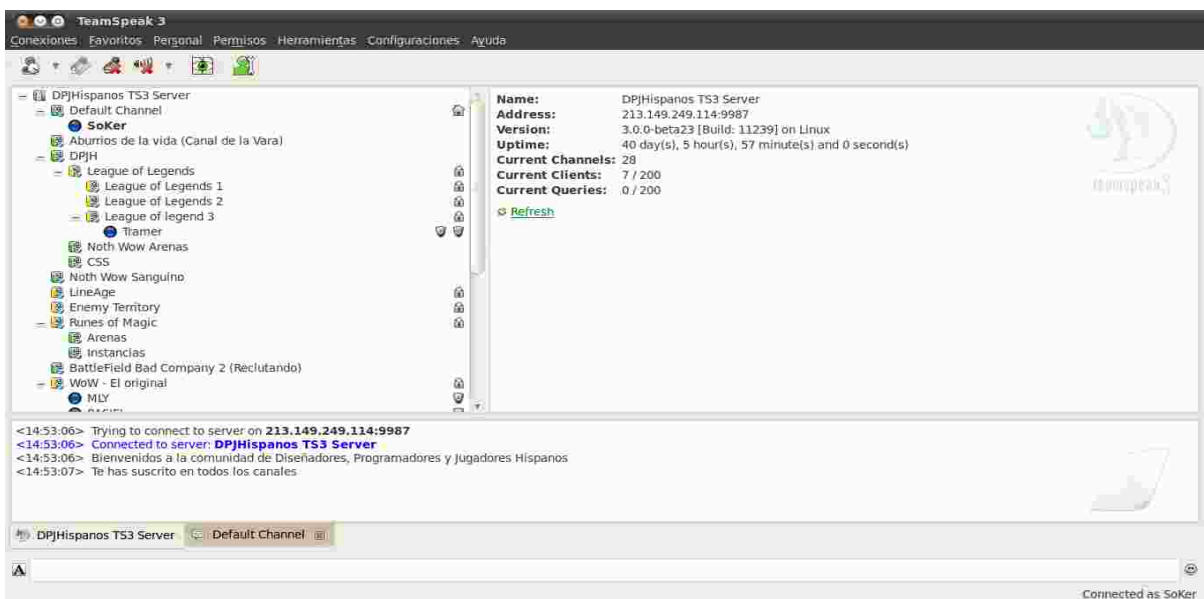 TeamSpeak 3
Conexiones Favoritos Personal Permisos Herramientas Configuraciones Ayuda
DPJHispanos TS3 Server
Default Channel
SoKer
Aburrios de la vida (Canal de la Vara)
DPJH
League of Legends
League of Legends 1
League of Legends 2
League of legend 3
Tramer
Noth Wow Arenas
CSS
Noth Wow Sanguino
LineAge
Enemy Territory
Runes of Magic
Arenas
Instancias
BattleField Bad Company 2 (Reclutando)
WoW - El original
MLY
Name: DPJHispanos TS3 Server
Address: 213.149.249.114:9987
Version: 3.0.0-beta23 [Build: 11239] on Linux
Uptime: 40 day(s), 5 hour(s), 57 minute(s) and 0 second(s)
Current Channels: 28
Current Clients: 7 / 200
Current Queries: 0 / 200
Refresh
teamspeak3
<14:53:06> Trying to connect to server on 213.149.249.114:9987
<14:53:06> Connected to server: DPJHispanos TS3 Server
<14:53:06> Bienvenidos a la comunidad de Diseñadores, Programadores y Jugadores Hispanos
<14:53:07> Te has suscrito en todos los canales
DPJHispanos TS3 Server Default Channel
A
Connected as SoKer